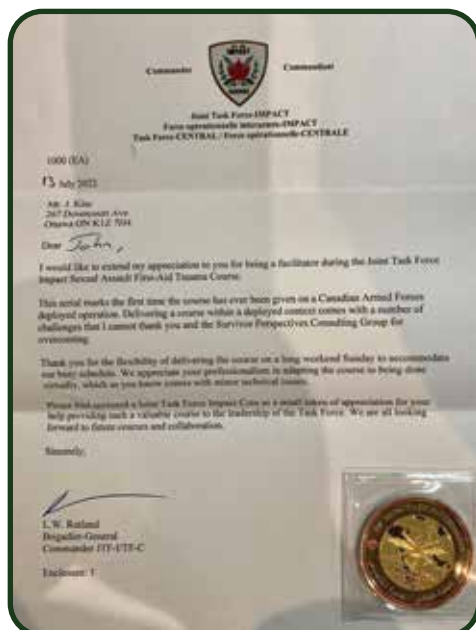 Commander
Commandant
Joint Task Force-IMPACT
Force opérationnelle interarmées-IMPACT
Task Force-CENTRAL / Force opérationnelle-CENTRALE
1000 (EA)
13 July 2022
Mr. J.
Ottawa ON
Dear John,
I would like to extend my appreciation to you for being a facilitator during the Joint Task Force
Impact Sexual Assault First-Aid Trauma Course.
This serial marks the first time the course has ever been given on a Canadian Armed Forces
deployed operation. Delivering a course within a deployed context comes with a number of
challenges that I cannot thank you and the Survivor Perspectives Consulting Group for
overcoming.
Thank you for the flexibility of delivering the course on a long weekend Sunday to accommodate
our busy schedule. We appreciate your professionalism in adapting the course to being done
virtually, which as you know comes with minor technical issues.
Please find enclosed a Joint Task Force Impact Coin as a small token of appreciation for your
help providing such a valuable course to the leadership of the Task Force. We are all looking
forward to future courses and collaboration.
Sincerely,
L.W. Rutland
Brigadier-General
Commander
Enclosure: 1